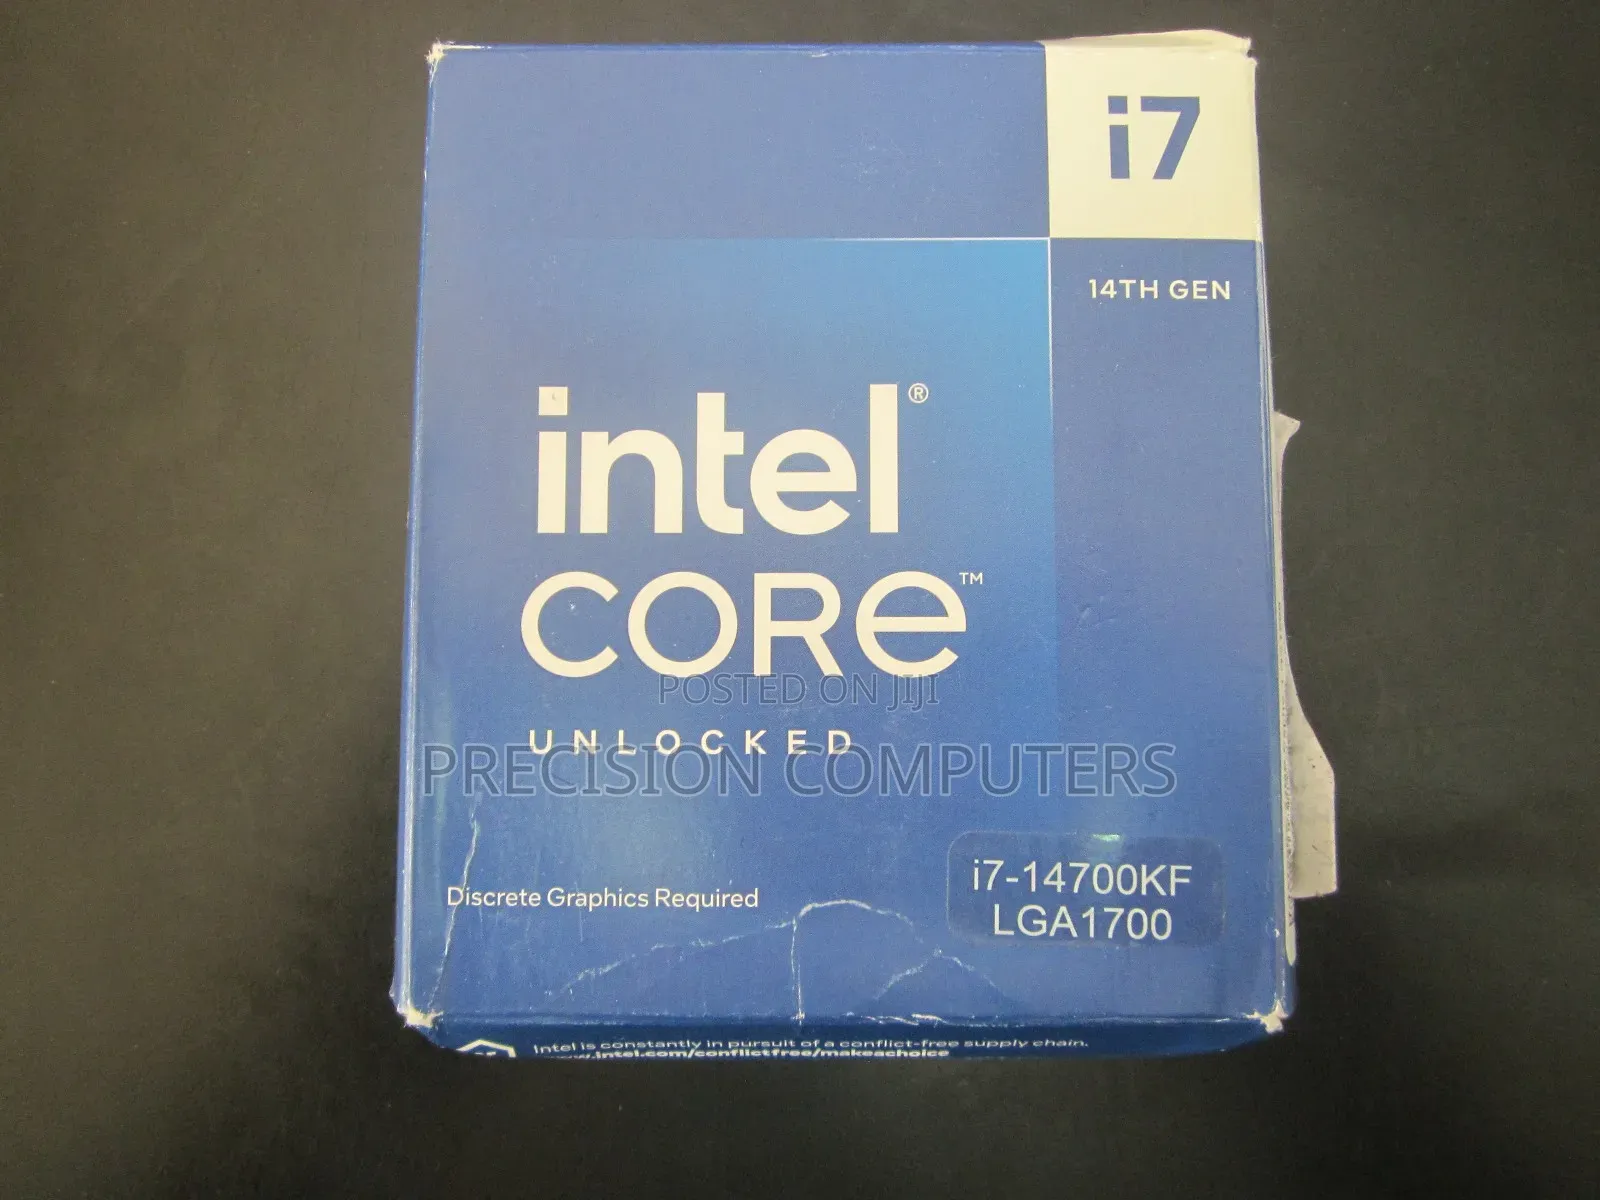 i7
14TH GEN
intel®
CORE™
POSTED ON JIJI
UNLOCKED
PRECISION COMPUTERS
Discrete Graphics Required
i7-14700KF
LGA1700
Intel is constantly in pursuit of a conflict-free supply chain.
.intel.com/conflictfree/makeachoice